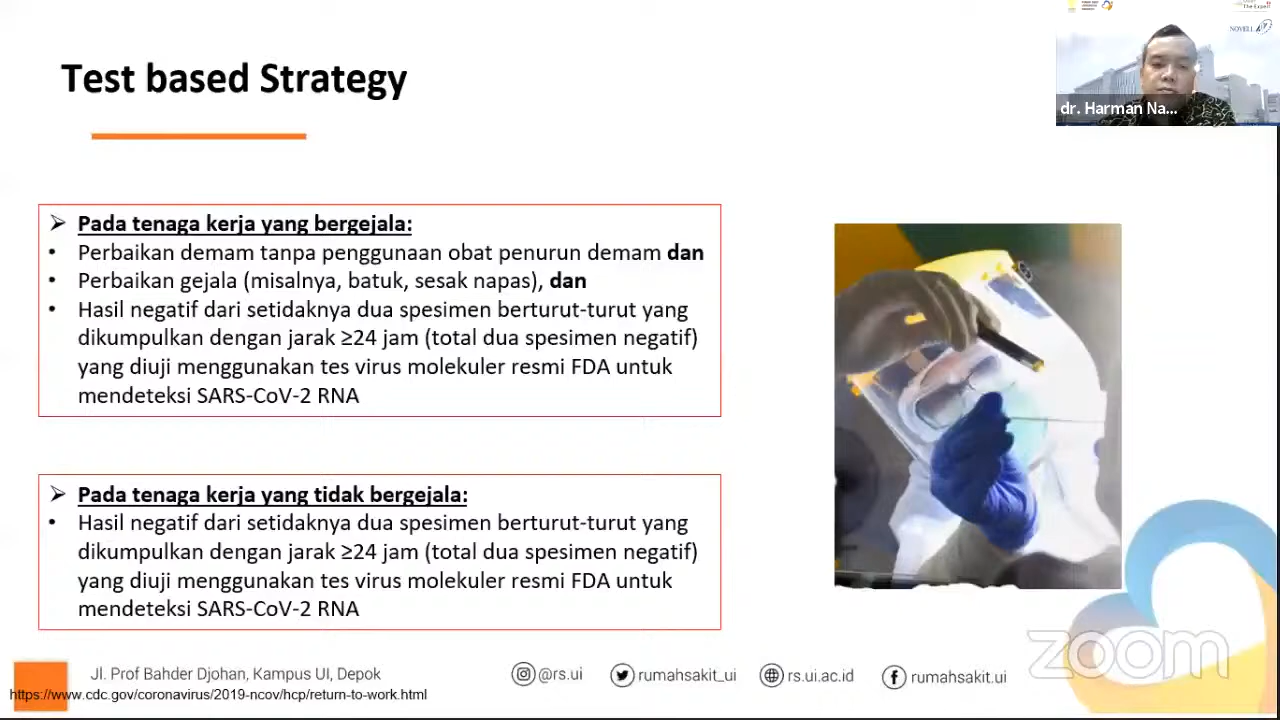 The Expert
NOVELL
dr. Harman Na...
Test based Strategy
➢ Pada tenaga kerja yang bergejala:
• Perbaikan demam tanpa penggunaan obat penurun demam dan
• Perbaikan gejala (misalnya, batuk, sesak napas), dan
• Hasil negatif dari setidaknya dua spesimen berturut-turut yang
dikumpulkan dengan jarak ≥24 jam (total dua spesimen negatif)
yang diuji menggunakan tes virus molekuler resmi FDA untuk
mendeteksi SARS-CoV-2 RNA
➢ Pada tenaga kerja yang tidak bergejala:
• Hasil negatif dari setidaknya dua spesimen berturut-turut yang
dikumpulkan dengan jarak ≥24 jam (total dua spesimen negatif)
yang diuji menggunakan tes virus molekuler resmi FDA untuk
mendeteksi SARS-CoV-2 RNA
zoom
Jl. Prof Bahder Djohan, Kampus UI, Depok
@rs.ui
rumahsakit_ui
rs.ui.ac.id
rumahsakit.ui
https://www.cdc.gov/coronavirus/2019-ncov/hcp/return-to-work.html